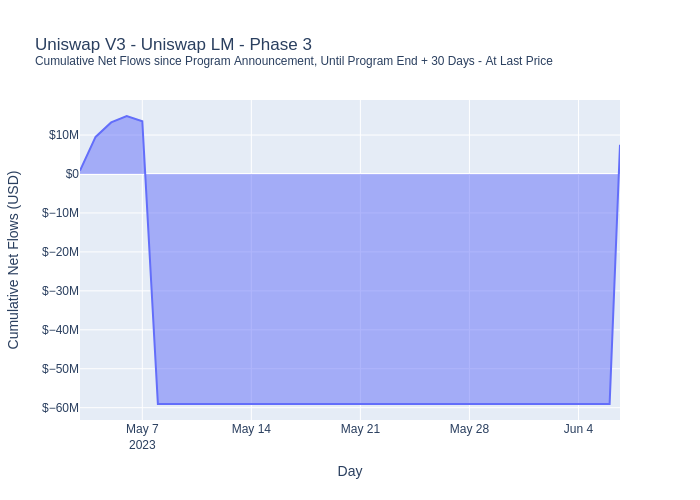 Uniswap V3 - Uniswap LM - Phase 3
Cumulative Net Flows since Program Announcement, Until Program End + 30 Days - At Last Price
$10M
$0
$−10M
$−20M
$−30M
$−40M
$−50M
$−60M
Cumulative Net Flows (USD)
May 7
2023
May 14
May 21
May 28
Jun 4
Day